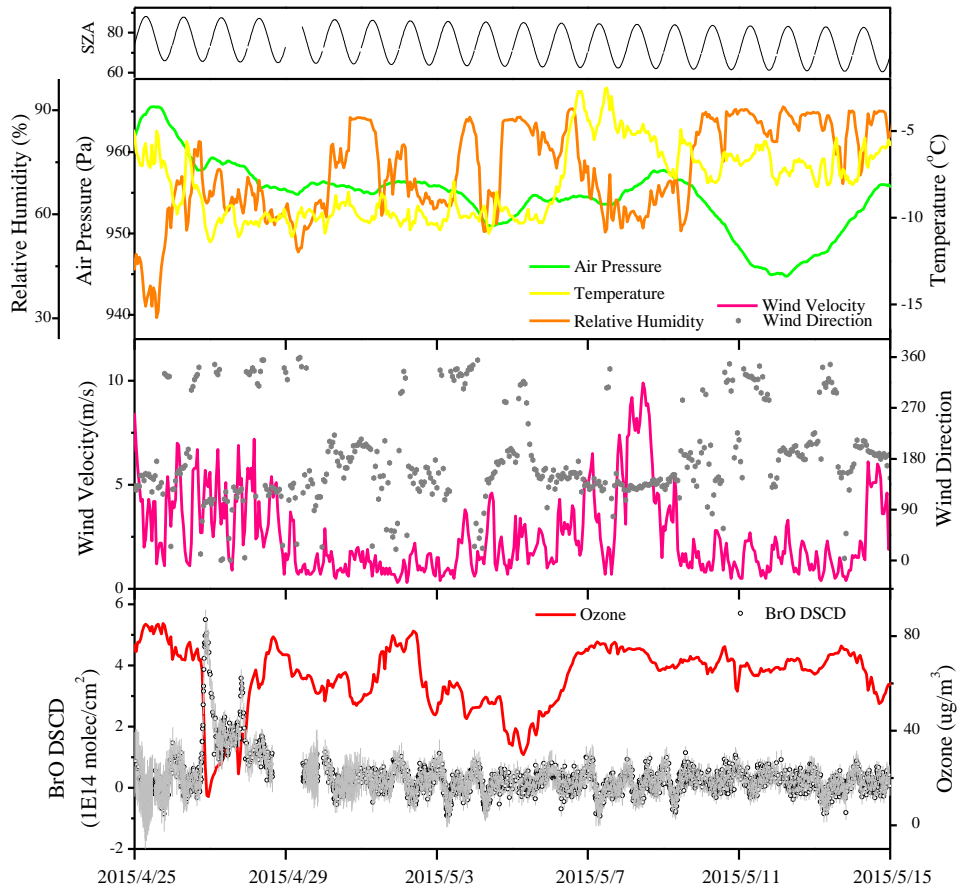 SZA
80
60
Relative Humidity (%)
90
60
30
Air Pressure (Pa)
960
950
940
Temperature (°C)
-5
-10
-15
Air Pressure
Temperature
Relative Humidity
Wind Velocity
Wind Direction
Wind Velocity(m/s)
10
5
0
Wind Direction
360
270
180
90
0
Ozone
BrO DSCD
BrO DSCD
(1E14 molec/cm²)
6
4
2
0
-2
Ozone (ug/m³)
80
40
0
2015/4/25 2015/4/29 2015/5/3 2015/5/7 2015/5/11 2015/5/15